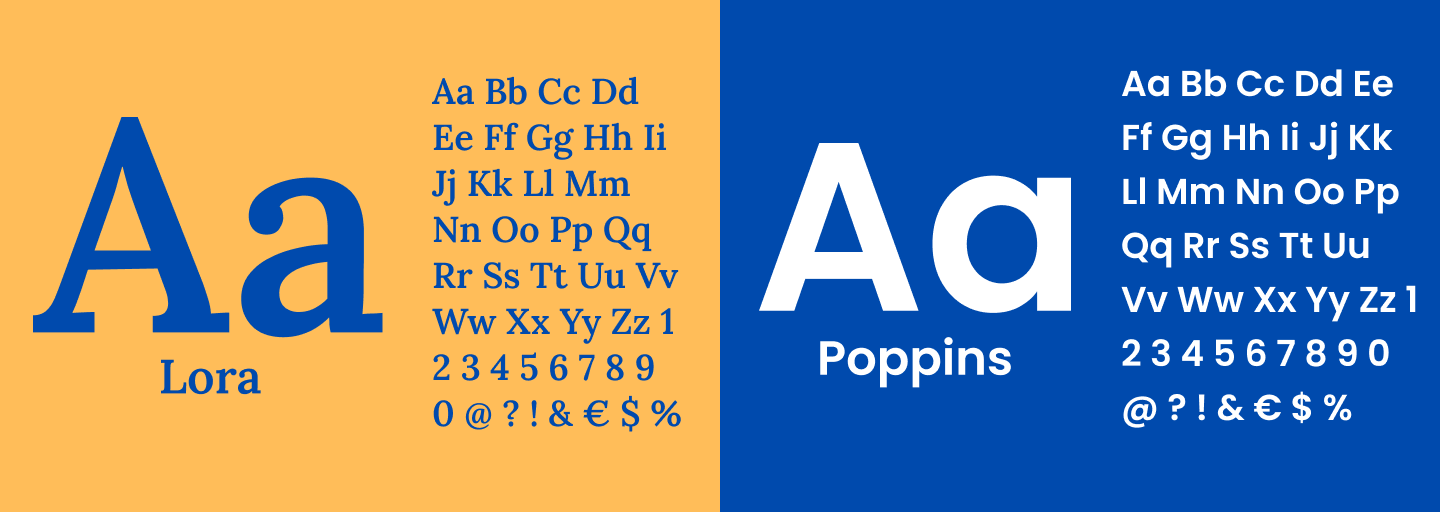 Aa
Lora
Aa Bb Cc Dd
Ee Ff Gg Hh Ii
Jj Kk Ll Mm
Nn Oo Pp Qq
Rr Ss Tt Uu Vv
Ww Xx Yy Zz 1
2 3 4 5 6 7 8 9
0 @ ? ! & € $ %
Aa
Poppins
Aa Bb Cc Dd Ee
Ff Gg Hh Ii Jj Kk
Ll Mm Nn Oo Pp
Qq Rr Ss Tt Uu
Vv Ww Xx Yy Zz 1
2 3 4 5 6 7 8 9 0
@ ? ! & € $ %